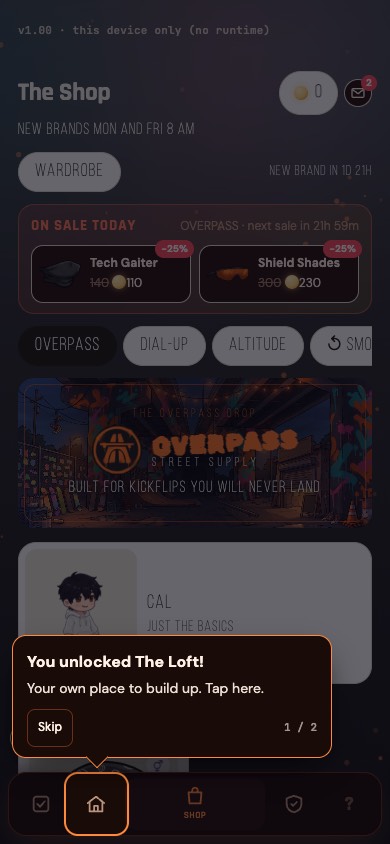 v1.00 · this device only (no runtime)
The Shop
0
2
NEW BRANDS MON AND FRI 8 AM
WARDROBE
NEW BRAND IN 1D 21H
ON SALE TODAY
OVERPASS · next sale in 21h 59m
-25%
-25%
Tech Gaiter
140 110
Shield Shades
300 230
OVERPASS
DIAL-UP
ALTITUDE
SMO
THE OVERPASS DROP
OVERPASS
STREET SUPPLY
BUILT FOR KICKFLIPS YOU WILL NEVER LAND
CAL
JUST THE BASICS
You unlocked The Loft!
Your own place to build up. Tap here.
Skip
1 / 2
SHOP
?